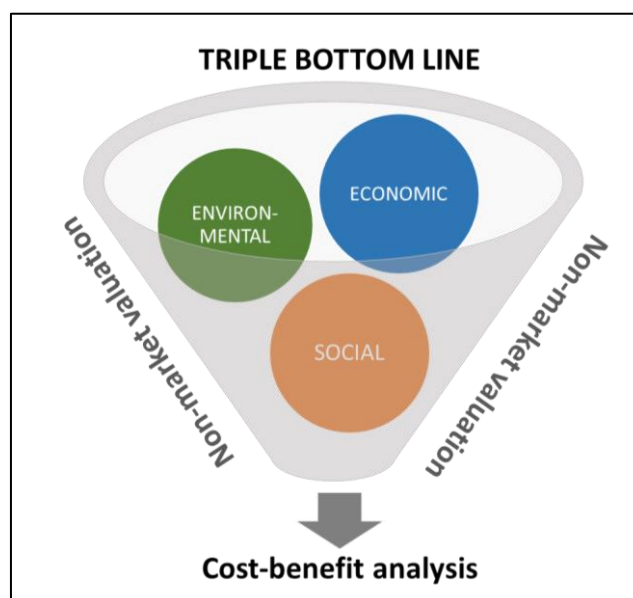 TRIPLE BOTTOM LINE
ECONOMIC
ENVIRON-
MENTAL
SOCIAL
Non-market valuation
Non-market valuation
Cost-benefit analysis